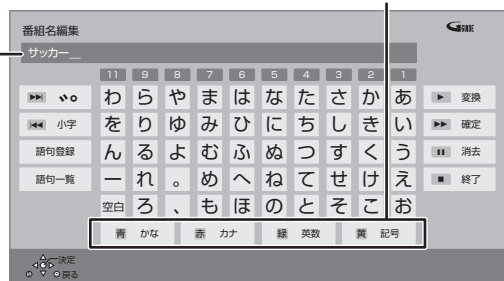 番組名編集
GガイドE
サッカー＿
11 9 8 7 6 5 4 3 2 1
▶▶| ゛゜ わ ら や ま は な た さ か あ ▶ 変換
|◀◀ 小字 を り ゆ み ひ に ち し き い ▶▶ 確定
語句登録 ん る よ む ふ ぬ つ す く う ❚❚ 消去
語句一覧 ー れ 。 め へ ね て せ け え ■ 終了
空白 ろ 、 も ほ の と そ こ お
青 かな 赤 カナ 緑 英数 黄 記号
決定
戻る